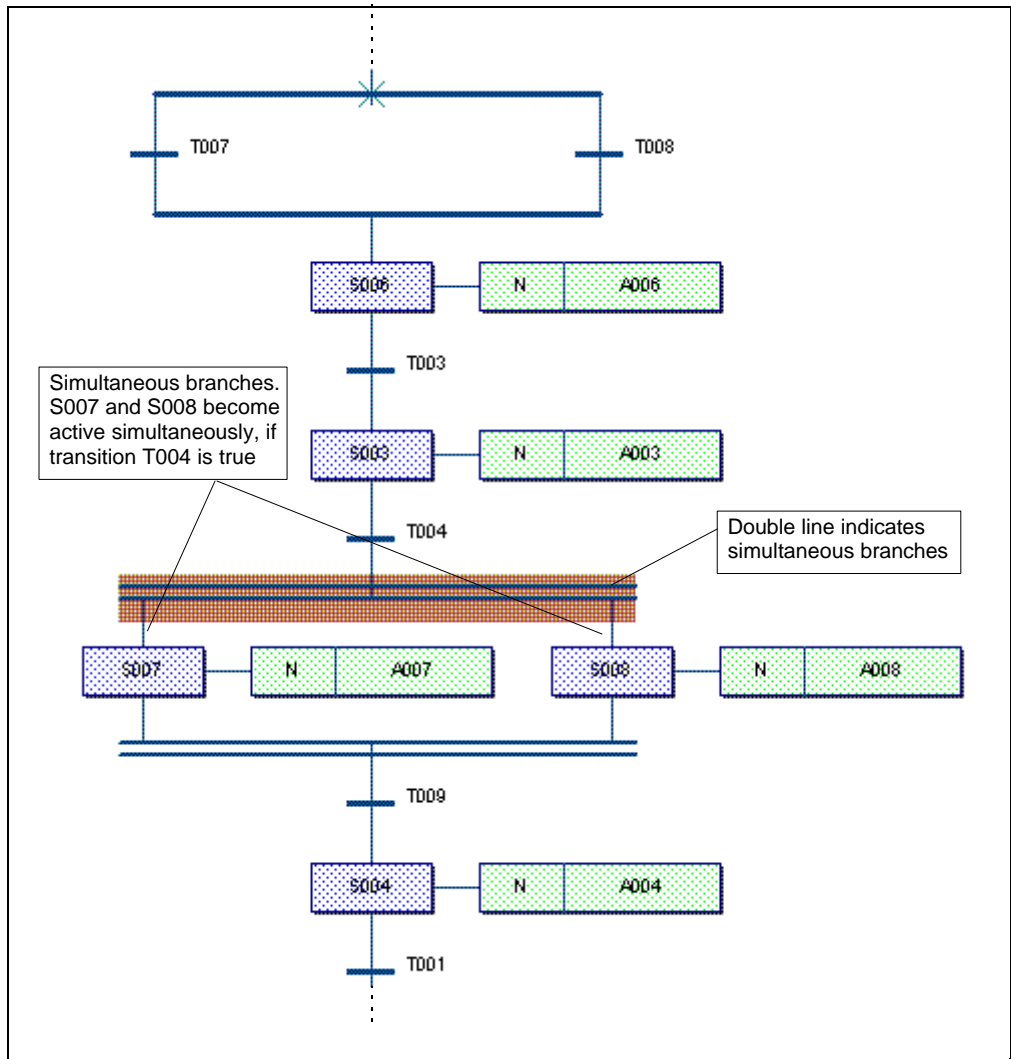 T007
T008
S006 N A006
T003
Simultaneous branches.
S007 and S008 become
active simultaneously, if
transition T004 is true
S003 N A003
T004
Double line indicates
simultaneous branches
S007 N A007
S008 N A008
T009
S004 N A004
T001